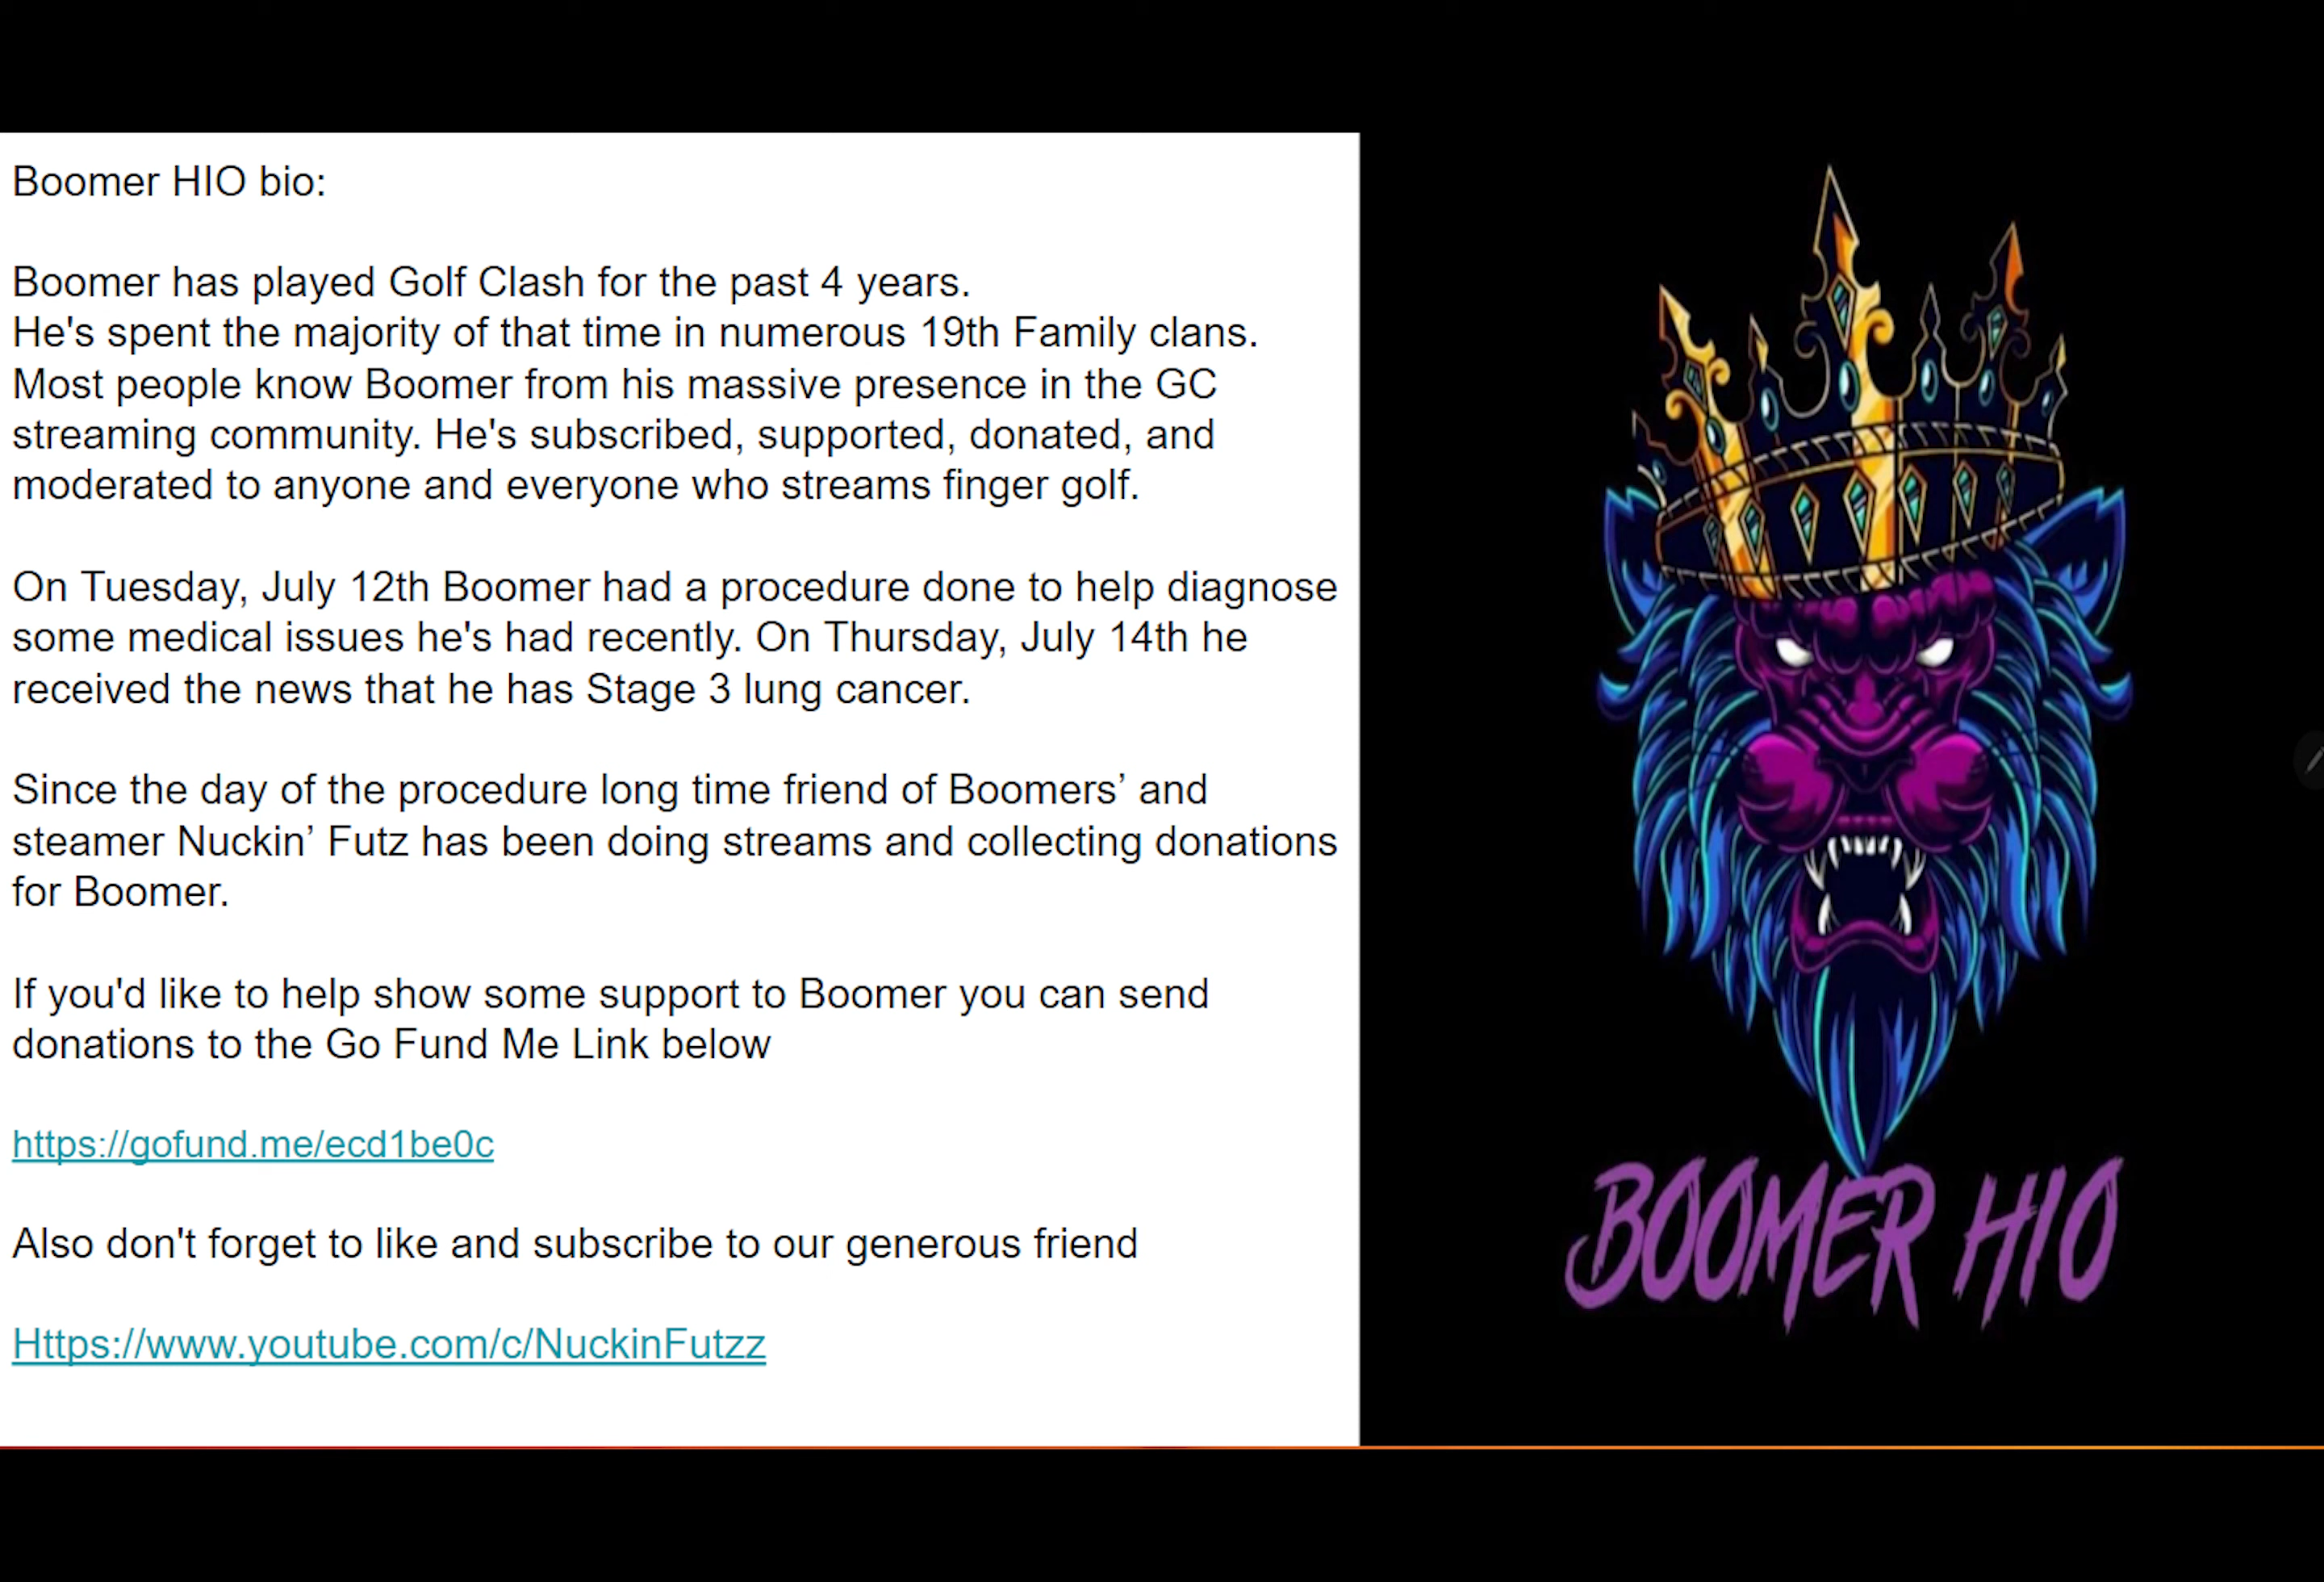 Boomer HIO bio:
Boomer has played Golf Clash for the past 4 years.
He's spent the majority of that time in numerous 19th Family clans.
Most people know Boomer from his massive presence in the GC
streaming community. He's subscribed, supported, donated, and
moderated to anyone and everyone who streams finger golf.
On Tuesday, July 12th Boomer had a procedure done to help diagnose
some medical issues he's had recently. On Thursday, July 14th he
received the news that he has Stage 3 lung cancer.
Since the day of the procedure long time friend of Boomers’ and
steamer Nuckin’ Futz has been doing streams and collecting donations
for Boomer.
If you'd like to help show some support to Boomer you can send
donations to the Go Fund Me Link below
https://gofund.me/ecd1be0c
Also don't forget to like and subscribe to our generous friend
Https://www.youtube.com/c/NuckinFutzz
BOOMER HIO